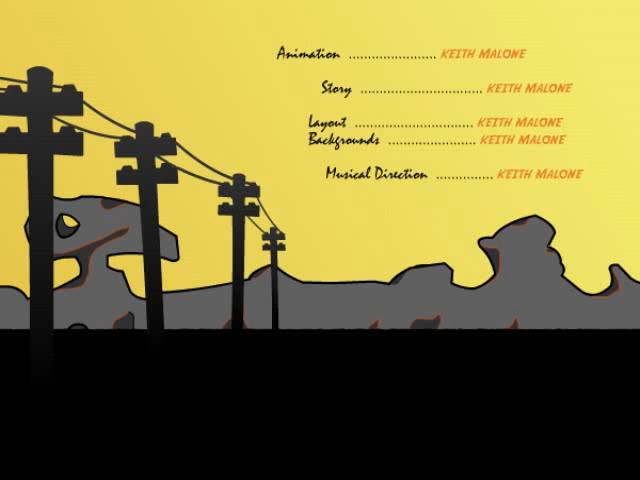 Animation ...................... KEITH MALONE
Story ............................... KEITH MALONE
Layout .............................. KEITH MALONE
Backgrounds ....................... KEITH MALONE
Musical Direction .............. KEITH MALONE